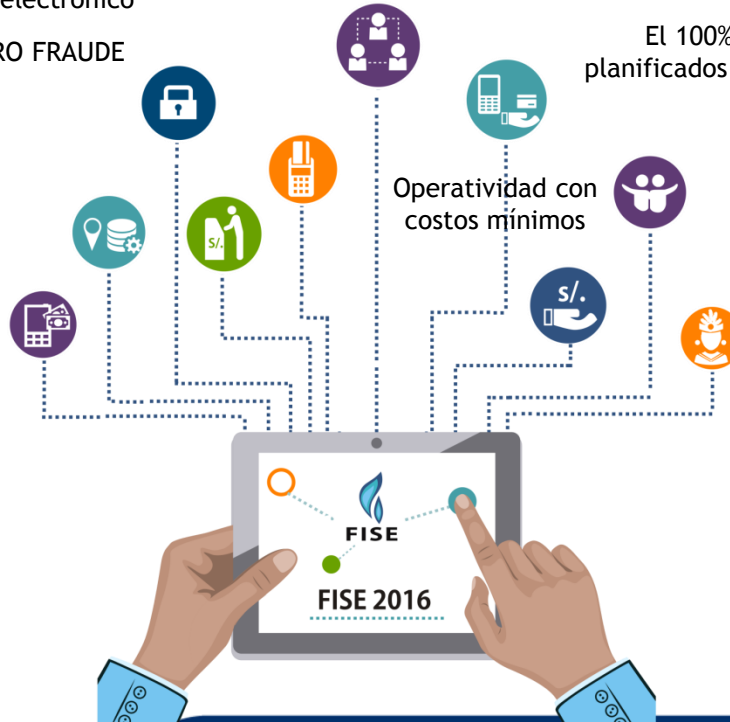 electrónico
RO FRAUDE
El 100%
planificados
Operatividad con
costos mínimos
S/.
s/.
FISE
FISE 2016